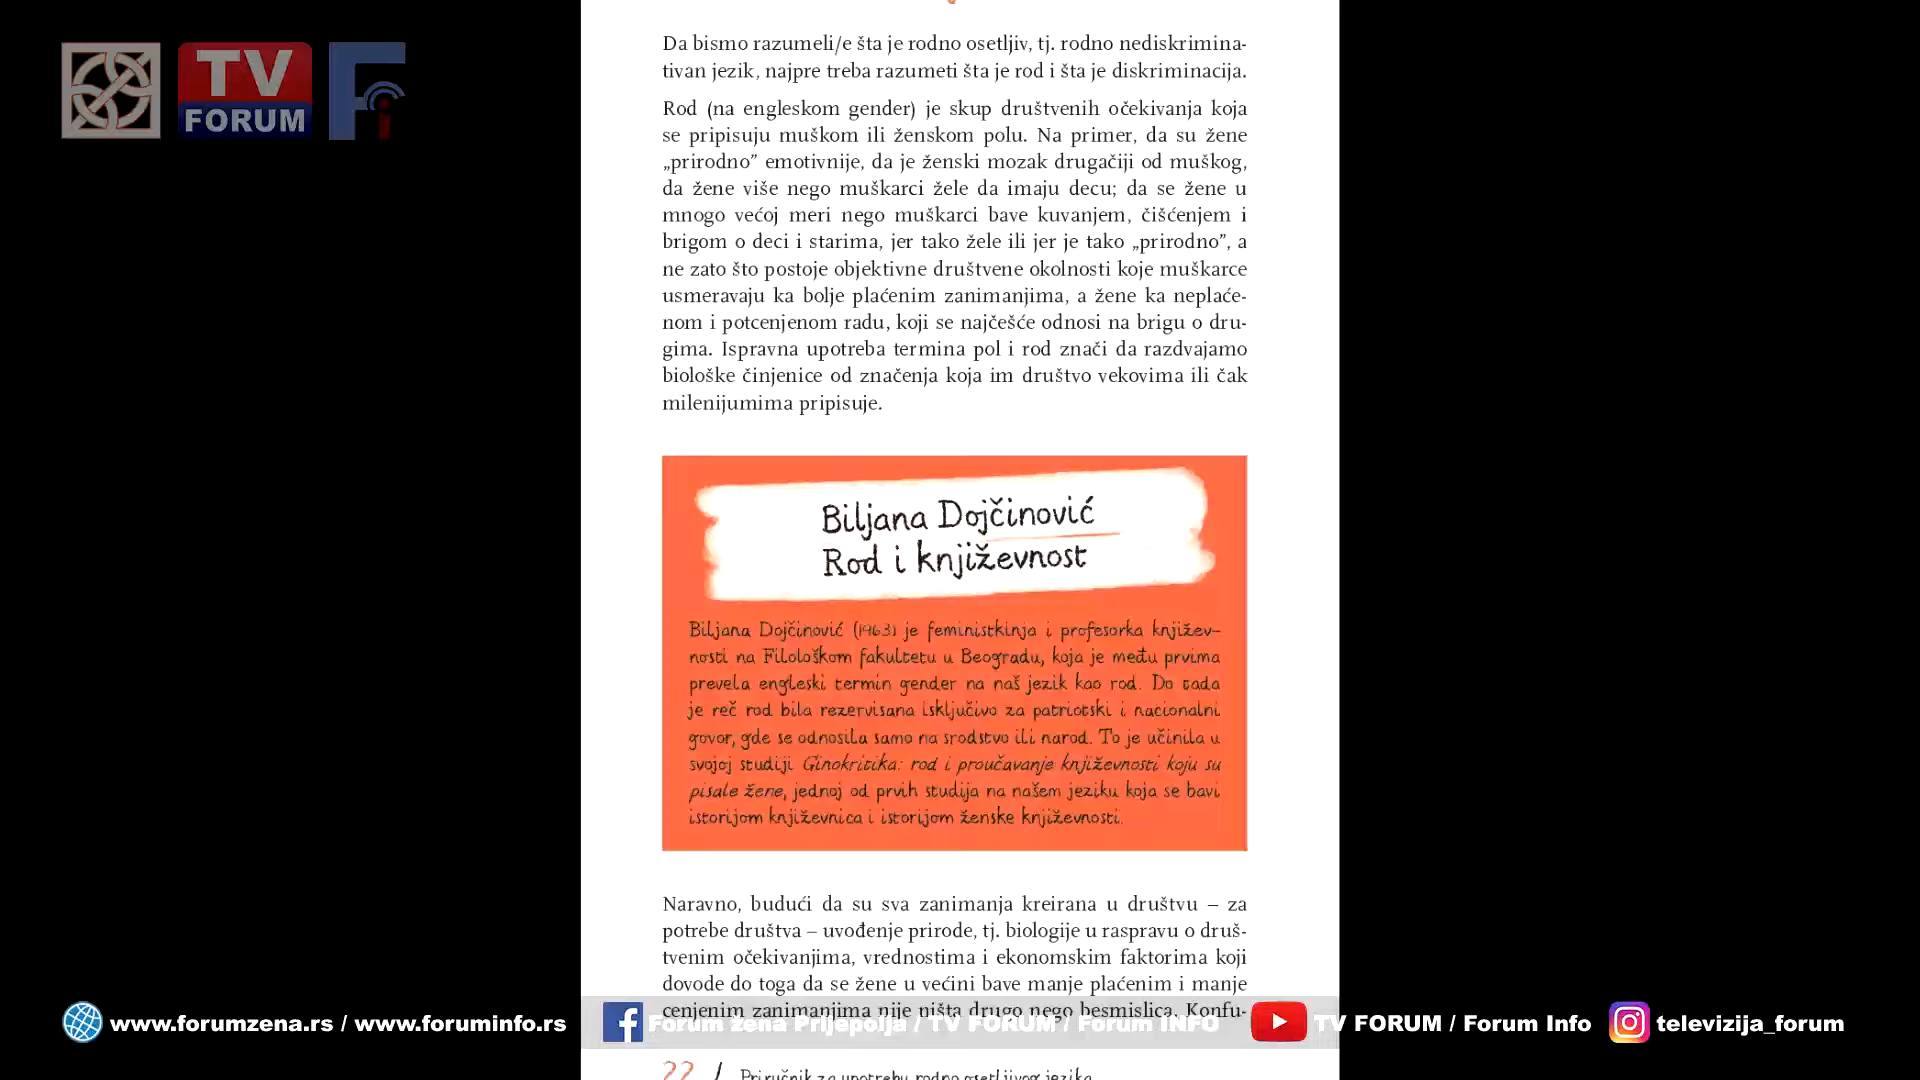 TV
FORUM
Fi
Da bismo razumeli/e šta je rodno osetljiv, tj. rodno nediskrimina-
tivan jezik, najpre treba razumeti šta je rod i šta je diskriminacija.
Rod (na engleskom gender) je skup društvenih očekivanja koja
se pripisuju muškom ili ženskom polu. Na primer, da su žene
„prirodno” emotivnije, da je ženski mozak drugačiji od muškog,
da žene više nego muškarci žele da imaju decu; da se žene u
mnogo većoj meri nego muškarci bave kuvanjem, čišćenjem i
brigom o deci i starima, jer tako žele ili jer je tako „prirodno”, a
ne zato što postoje objektivne društvene okolnosti koje muškarce
usmeravaju ka bolje plaćenim zanimanjima, a žene ka neplaće-
nom i potcenjenom radu, koji se najčešće odnosi na brigu o dru-
gima. Ispravna upotreba termina pol i rod znači da razdvajamo
biološke činjenice od značenja koja im društvo vekovima ili čak
milenijumima pripisuje.
Biljana Dojčinović
Rod i književnost
Biljana Dojčinović (1963) je feministkinja i profesorka književ-
nosti na Filološkom fakultetu u Beogradu, koja je među prvima
prevela engleski termin gender na naš jezik kao rod. Do tada
je reč rod bila rezervisana isključivo za patriotski i nacionalni
govor, gde se odnosila samo na srodstvo ili narod. To je učinila u
svojoj studiji Ginokritika: rod i proučavanje književnosti koju su
pisale žene, jednoj od prvih studija na našem jeziku koja se bavi
istorijom književnica i istorijom ženske književnosti.
Naravno, budući da su sva zanimanja kreirana u društvu – za
potrebe društva – uvođenje prirode, tj. biologije u raspravu o druš-
tvenim očekivanjima, vrednostima i ekonomskim faktorima koji
dovode do toga da se žene u većini bave manje plaćenim i manje
cenjenim zanimanjima nije ništa drugo nego besmislica. Konfu-
www.forumzena.rs / www.foruminfo.rs
Forum žena Prijepolja / TV FORUM / Forum INFO
TV FORUM / Forum Info
televizija_forum
22 / Priručnik za upotrebu rodno osetljivog jezika